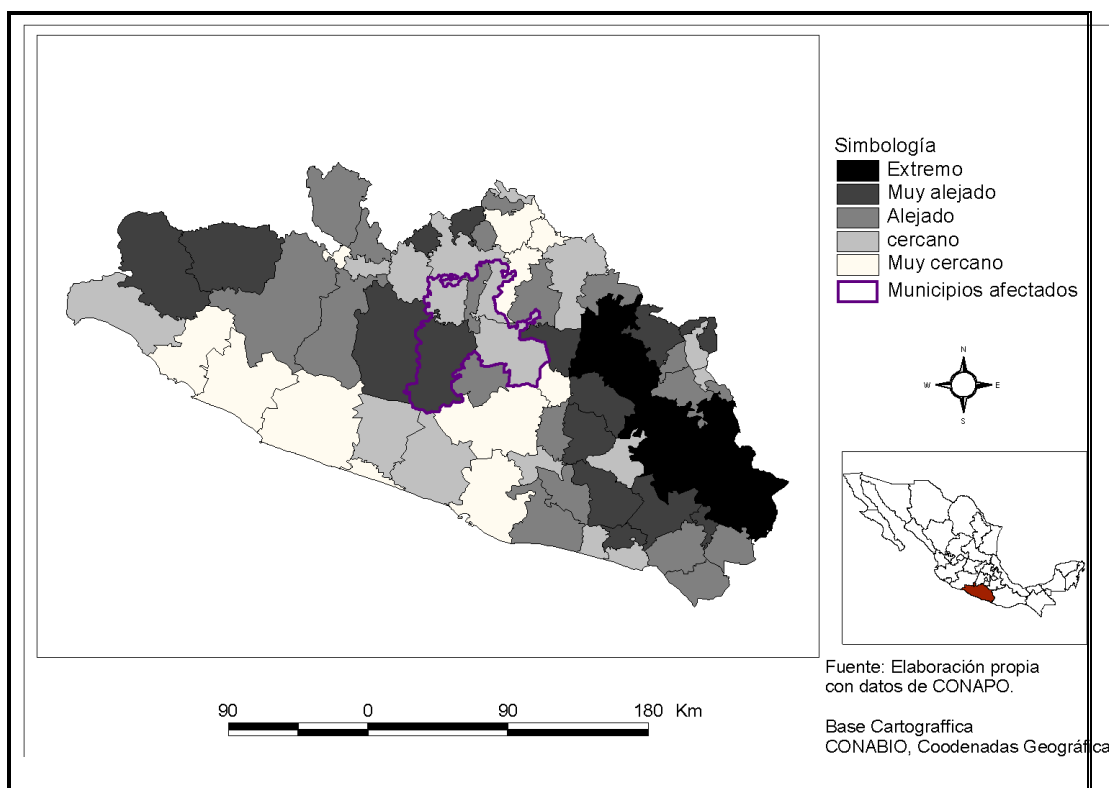 Simbología
Extremo
Muy alejado
Alejado
cercano
Muy cercano
Municipios afectados
N
W E
S
Fuente: Elaboración propia
con datos de CONAPO.
Base Cartograffica
CONABIO, Coodenadas Geográfica
90 0 90 180 Km